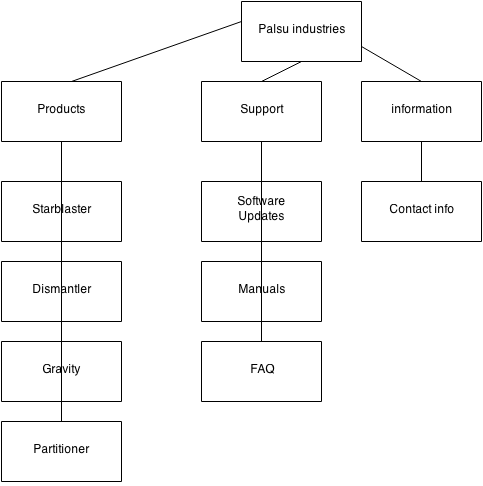 Palsu industries
Products
Support
information
Starblaster
Software
Updates
Contact info
Dismantler
Manuals
Gravity
FAQ
Partitioner